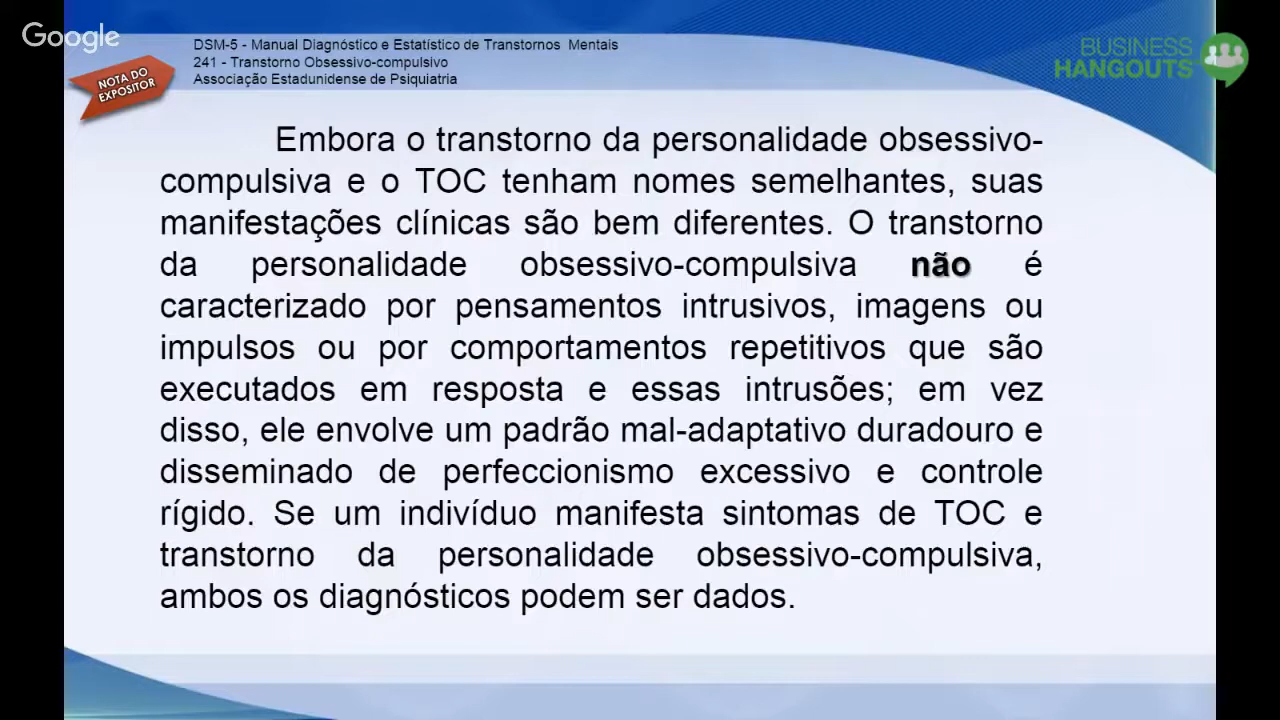 Google
DSM-5 - Manual Diagnóstico e Estatístico de Transtornos Mentais
241 - Transtorno Obsessivo-compulsivo
Associação Estadunidense de Psiquiatria
BUSINESS
HANGOUTS
NOTA DO
EXPOSITOR
Embora o transtorno da personalidade obsessivo-
compulsiva e o TOC tenham nomes semelhantes, suas
manifestações clínicas são bem diferentes. O transtorno
da personalidade obsessivo-compulsiva não é
caracterizado por pensamentos intrusivos, imagens ou
impulsos ou por comportamentos repetitivos que são
executados em resposta e essas intrusões; em vez
disso, ele envolve um padrão mal-adaptativo duradouro e
disseminado de perfeccionismo excessivo e controle
rígido. Se um indivíduo manifesta sintomas de TOC e
transtorno da personalidade obsessivo-compulsiva,
ambos os diagnósticos podem ser dados.